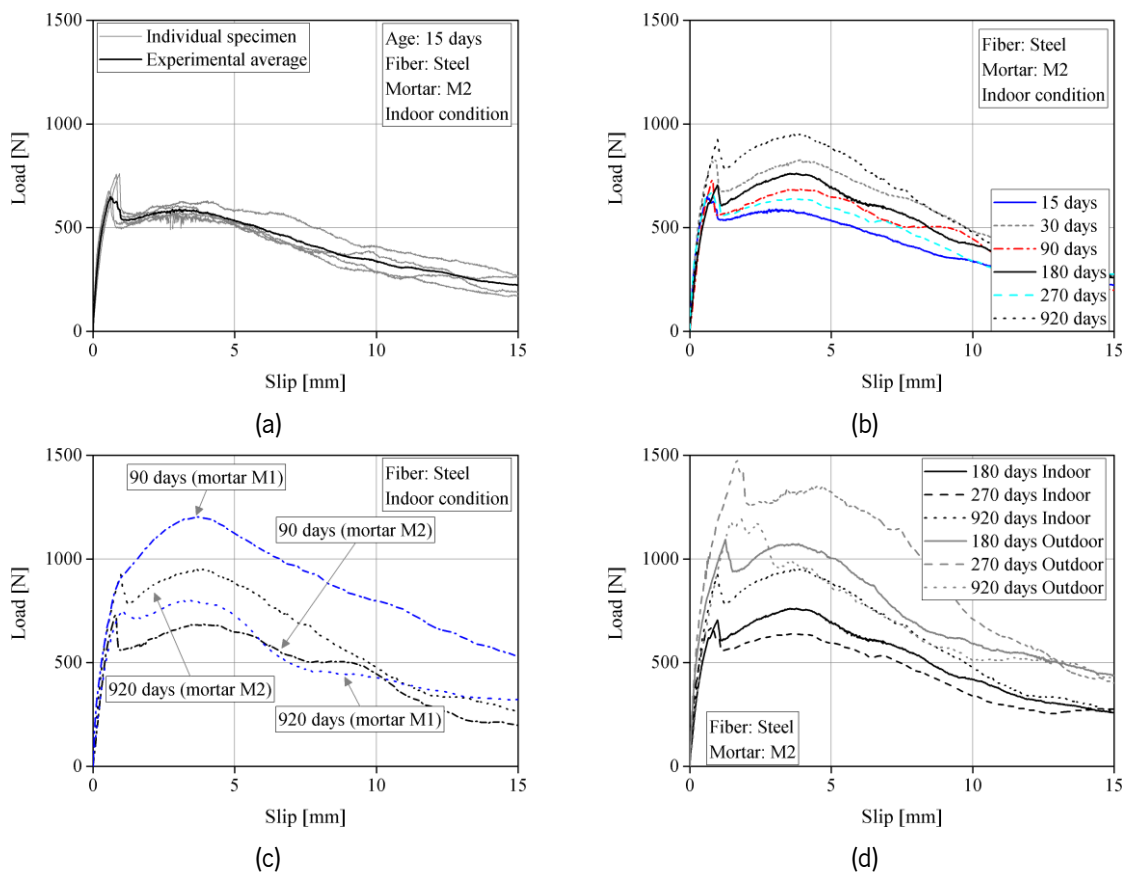 1500
1000
500
0
Load [N]
Individual specimen
Experimental average
Age: 15 days
Fiber: Steel
Mortar: M2
Indoor condition
0
5
10
15
Slip [mm]
(a)
1500
1000
500
0
Load [N]
Fiber: Steel
Mortar: M2
Indoor condition
15 days
30 days
90 days
180 days
270 days
920 days
0
5
10
15
Slip [mm]
(b)
1500
1000
500
0
Load [N]
90 days (mortar M1)
Fiber: Steel
Indoor condition
90 days (mortar M2)
920 days (mortar M2)
920 days (mortar M1)
0
5
10
15
Slip [mm]
(c)
1500
1000
500
0
Load [N]
180 days Indoor
270 days Indoor
920 days Indoor
180 days Outdoor
270 days Outdoor
920 days Outdoor
Fiber: Steel
Mortar: M2
0
5
10
15
Slip [mm]
(d)